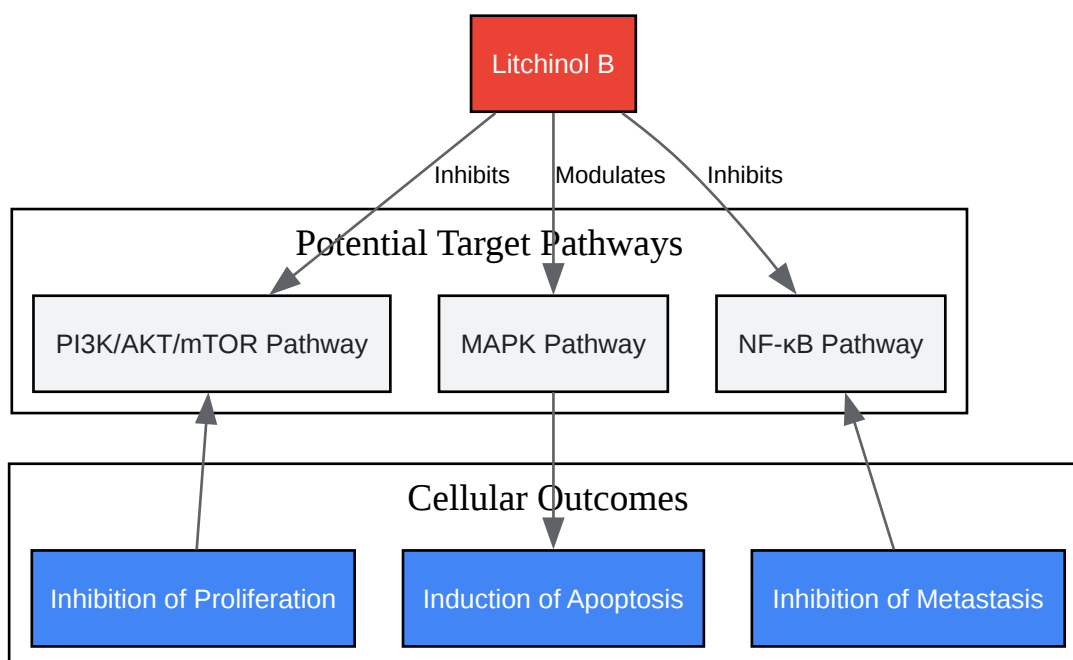 Litchinol B
Inhibits
Modulates
Inhibits
Potential Target Pathways
PI3K/AKT/mTOR Pathway
MAPK Pathway
NF-κB Pathway
Cellular Outcomes
Inhibition of Proliferation
Induction of Apoptosis
Inhibition of Metastasis